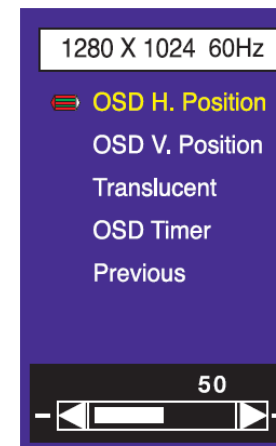 1280 X 1024 60Hz
OSD H. Position
OSD V. Position
Translucent
OSD Timer
Previous
50